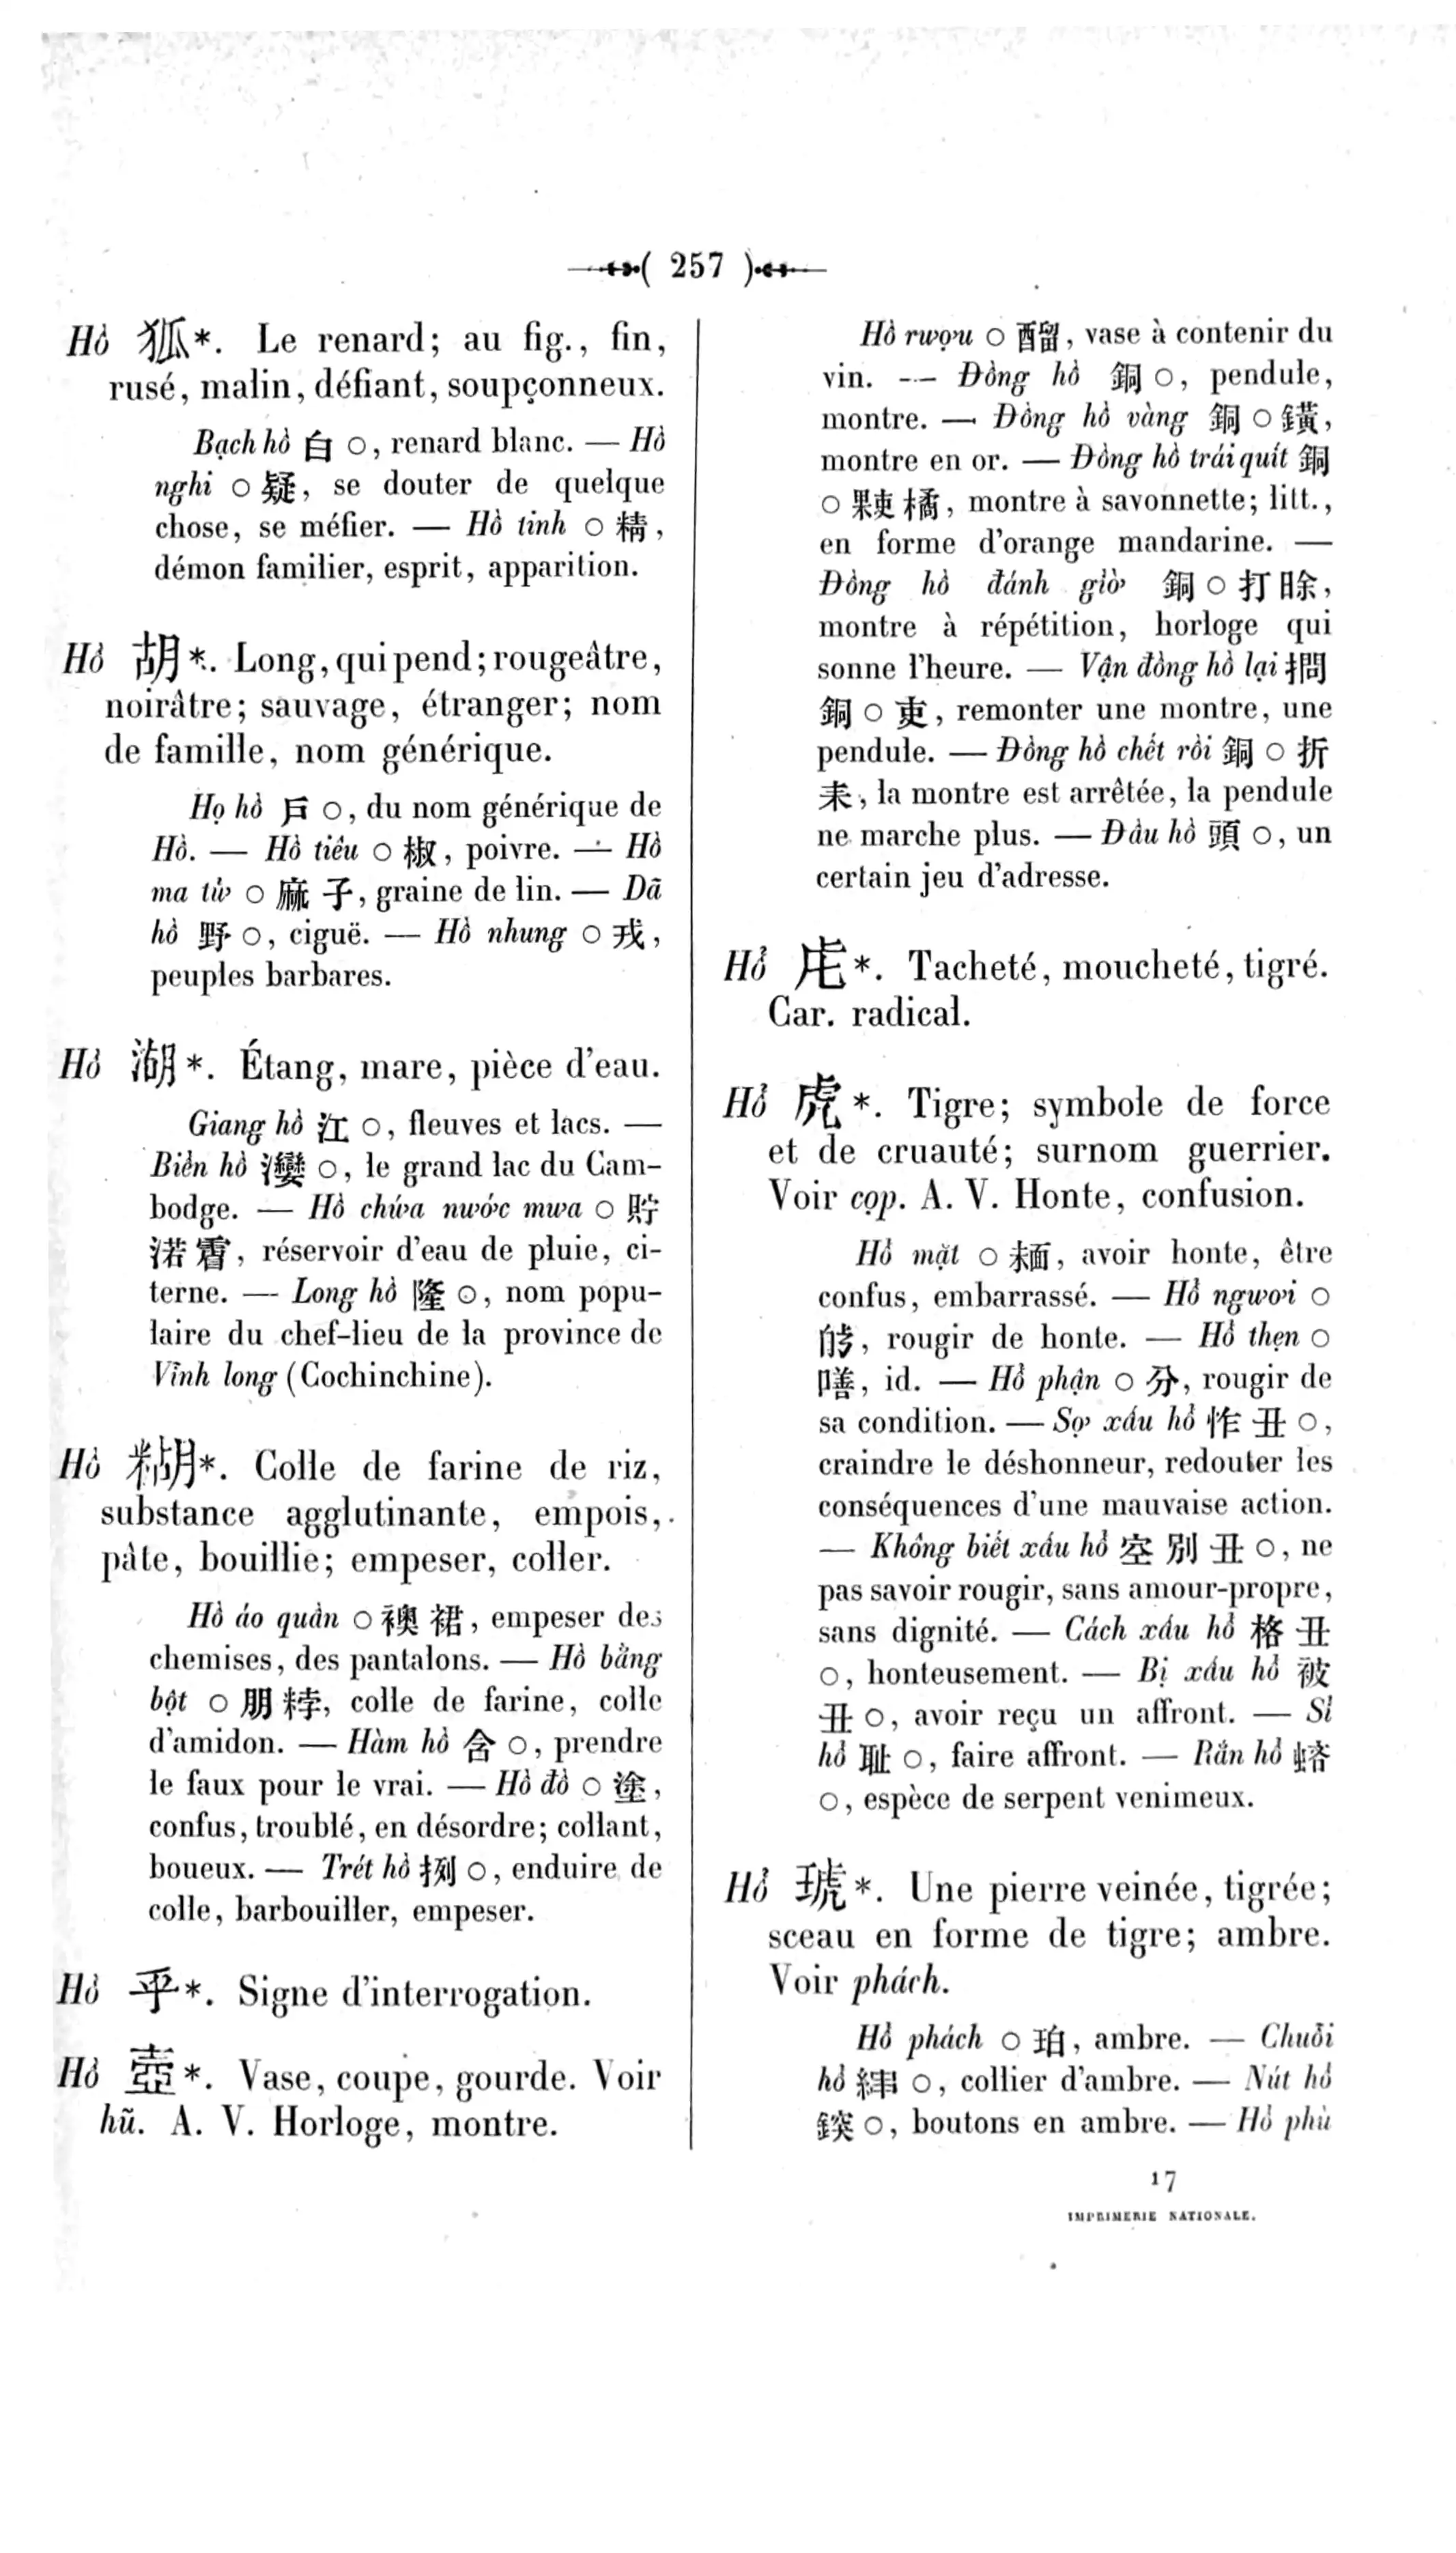 ( 257 )
Hồ 狐*. Le renard; au fig., fin,
rusé, malin, défiant, soupçonneux.
Bạch hồ 白 ○, renard blanc. — Hồ
nghi ○ 疑, se douter de quelque
chose, se méfier. — Hồ tinh ○ 精,
démon familier, esprit, apparition.
Hồ 胡*. Long, qui pend; rougeâtre,
noirâtre; sauvage, étranger; nom
de famille, nom générique.
Họ hồ 戶 ○, du nom générique de
Hồ. — Hồ tiêu ○ 椒, poivre. — Hồ
ma tử ○ 麻 子, graine de lin. — Dã
hồ 野 ○, ciguë. — Hồ nhung ○ 戎,
peuples barbares.
Hồ 湖*. Étang, mare, pièce d'eau.
Giang hồ 江 ○, fleuves et lacs. —
Biển hồ ○, le grand lac du Cam-
bodge. — Hồ chứa nước mưa ○ 貯
渃 霤, réservoir d'eau de pluie, ci-
terne. — Long hồ 隆 ○, nom popu-
laire du chef-lieu de la province de
Vĩnh long (Cochinchine).
Hồ 糊*. Colle de farine de riz,
substance agglutinante, empois,
pâte, bouillie; empeser, coller.
Hồ áo quần ○ 襖 裙, empeser des
chemises, des pantalons. — Hồ bằng
bột ○ 朋 粰, colle de farine, colle
d'amidon. — Hàm hồ 含 ○, prendre
le faux pour le vrai. — Hồ đồ ○ 塗,
confus, troublé, en désordre; collant,
boueux. — Trét hồ 挒 ○, enduire de
colle, barbouiller, empeser.
Hồ 乎*. Signe d'interrogation.
Hồ 壺*. Vase, coupe, gourde. Voir
hũ. A. V. Horloge, montre.
Hồ rượu ○ 醹, vase à contenir du
vin. — Đồng hồ 銅 ○, pendule,
montre. — Đồng hồ vàng 銅 ○ 鐄,
montre en or. — Đồng hồ trái quít 銅
○ 橘, montre à savonnette; litt.,
en forme d'orange mandarine. —
Đồng hồ đánh giờ 銅 ○ 打 䁒,
montre à répétition, horloge qui
sonne l'heure. — Vận đồng hồ lại 捫
銅 ○ 吏, remonter une montre, une
pendule. — Đồng hồ chết rồi 銅 ○ 折
耒, la montre est arrêtée, la pendule
ne marche plus. — Đầu hồ 頭 ○, un
certain jeu d'adresse.
Hổ 虍*. Tacheté, moucheté, tigré.
Car. radical.
Hổ 虎*. Tigre; symbole de force
et de cruauté; surnom guerrier.
Voir cọp. A. V. Honte, confusion.
Hổ mặt ○ 𩈘, avoir honte, être
confus, embarrassé. — Hổ ngươi ○
, rougir de honte. — Hổ thẹn ○
嗜, id. — Hổ phận ○ 分, rougir de
sa condition. — Sợ xấu hổ 怍 丑 ○,
craindre le déshonneur, redouter les
conséquences d'une mauvaise action.
— Không biết xấu hổ 空 別 丑 ○, ne
pas savoir rougir, sans amour-propre,
sans dignité. — Cách xấu hổ 格 丑
○, honteusement. — Bị xấu hổ 被
丑 ○, avoir reçu un affront. — Sỉ
hổ 耻 ○, faire affront. — Rắn hổ
○, espèce de serpent venimeux.
Hổ 琥*. Une pierre veinée, tigrée;
sceau en forme de tigre; ambre.
Voir phách.
Hổ phách ○ 珀, ambre. — Chuỗi
hổ ○, collier d'ambre. — Nút hổ
鎫 ○, boutons en ambre. — Hổ phù
17
IMPRIMERIE NATIONALE.